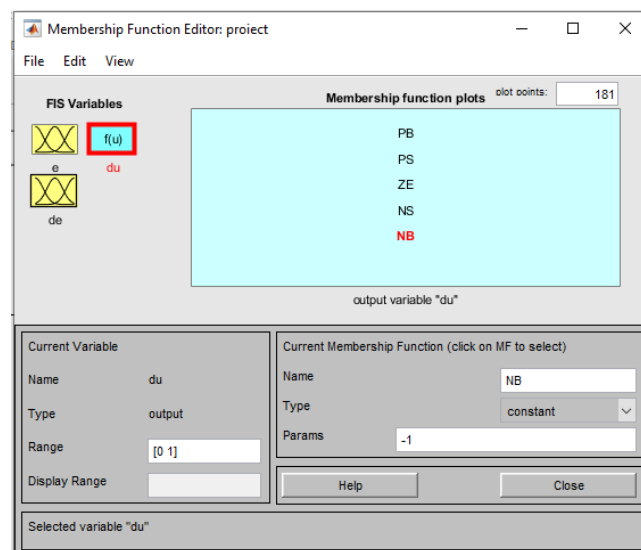 Membership Function Editor: proiect
File Edit View
FIS Variables
f(u)
e
du
de
Membership function plots
plot points:
181
PB
PS
ZE
NS
NB
output variable "du"
Current Variable
Name du
Type output
Range [0 1]
Display Range
Current Membership Function (click on MF to select)
Name NB
Type constant
Params -1
Help
Close
Selected variable "du"